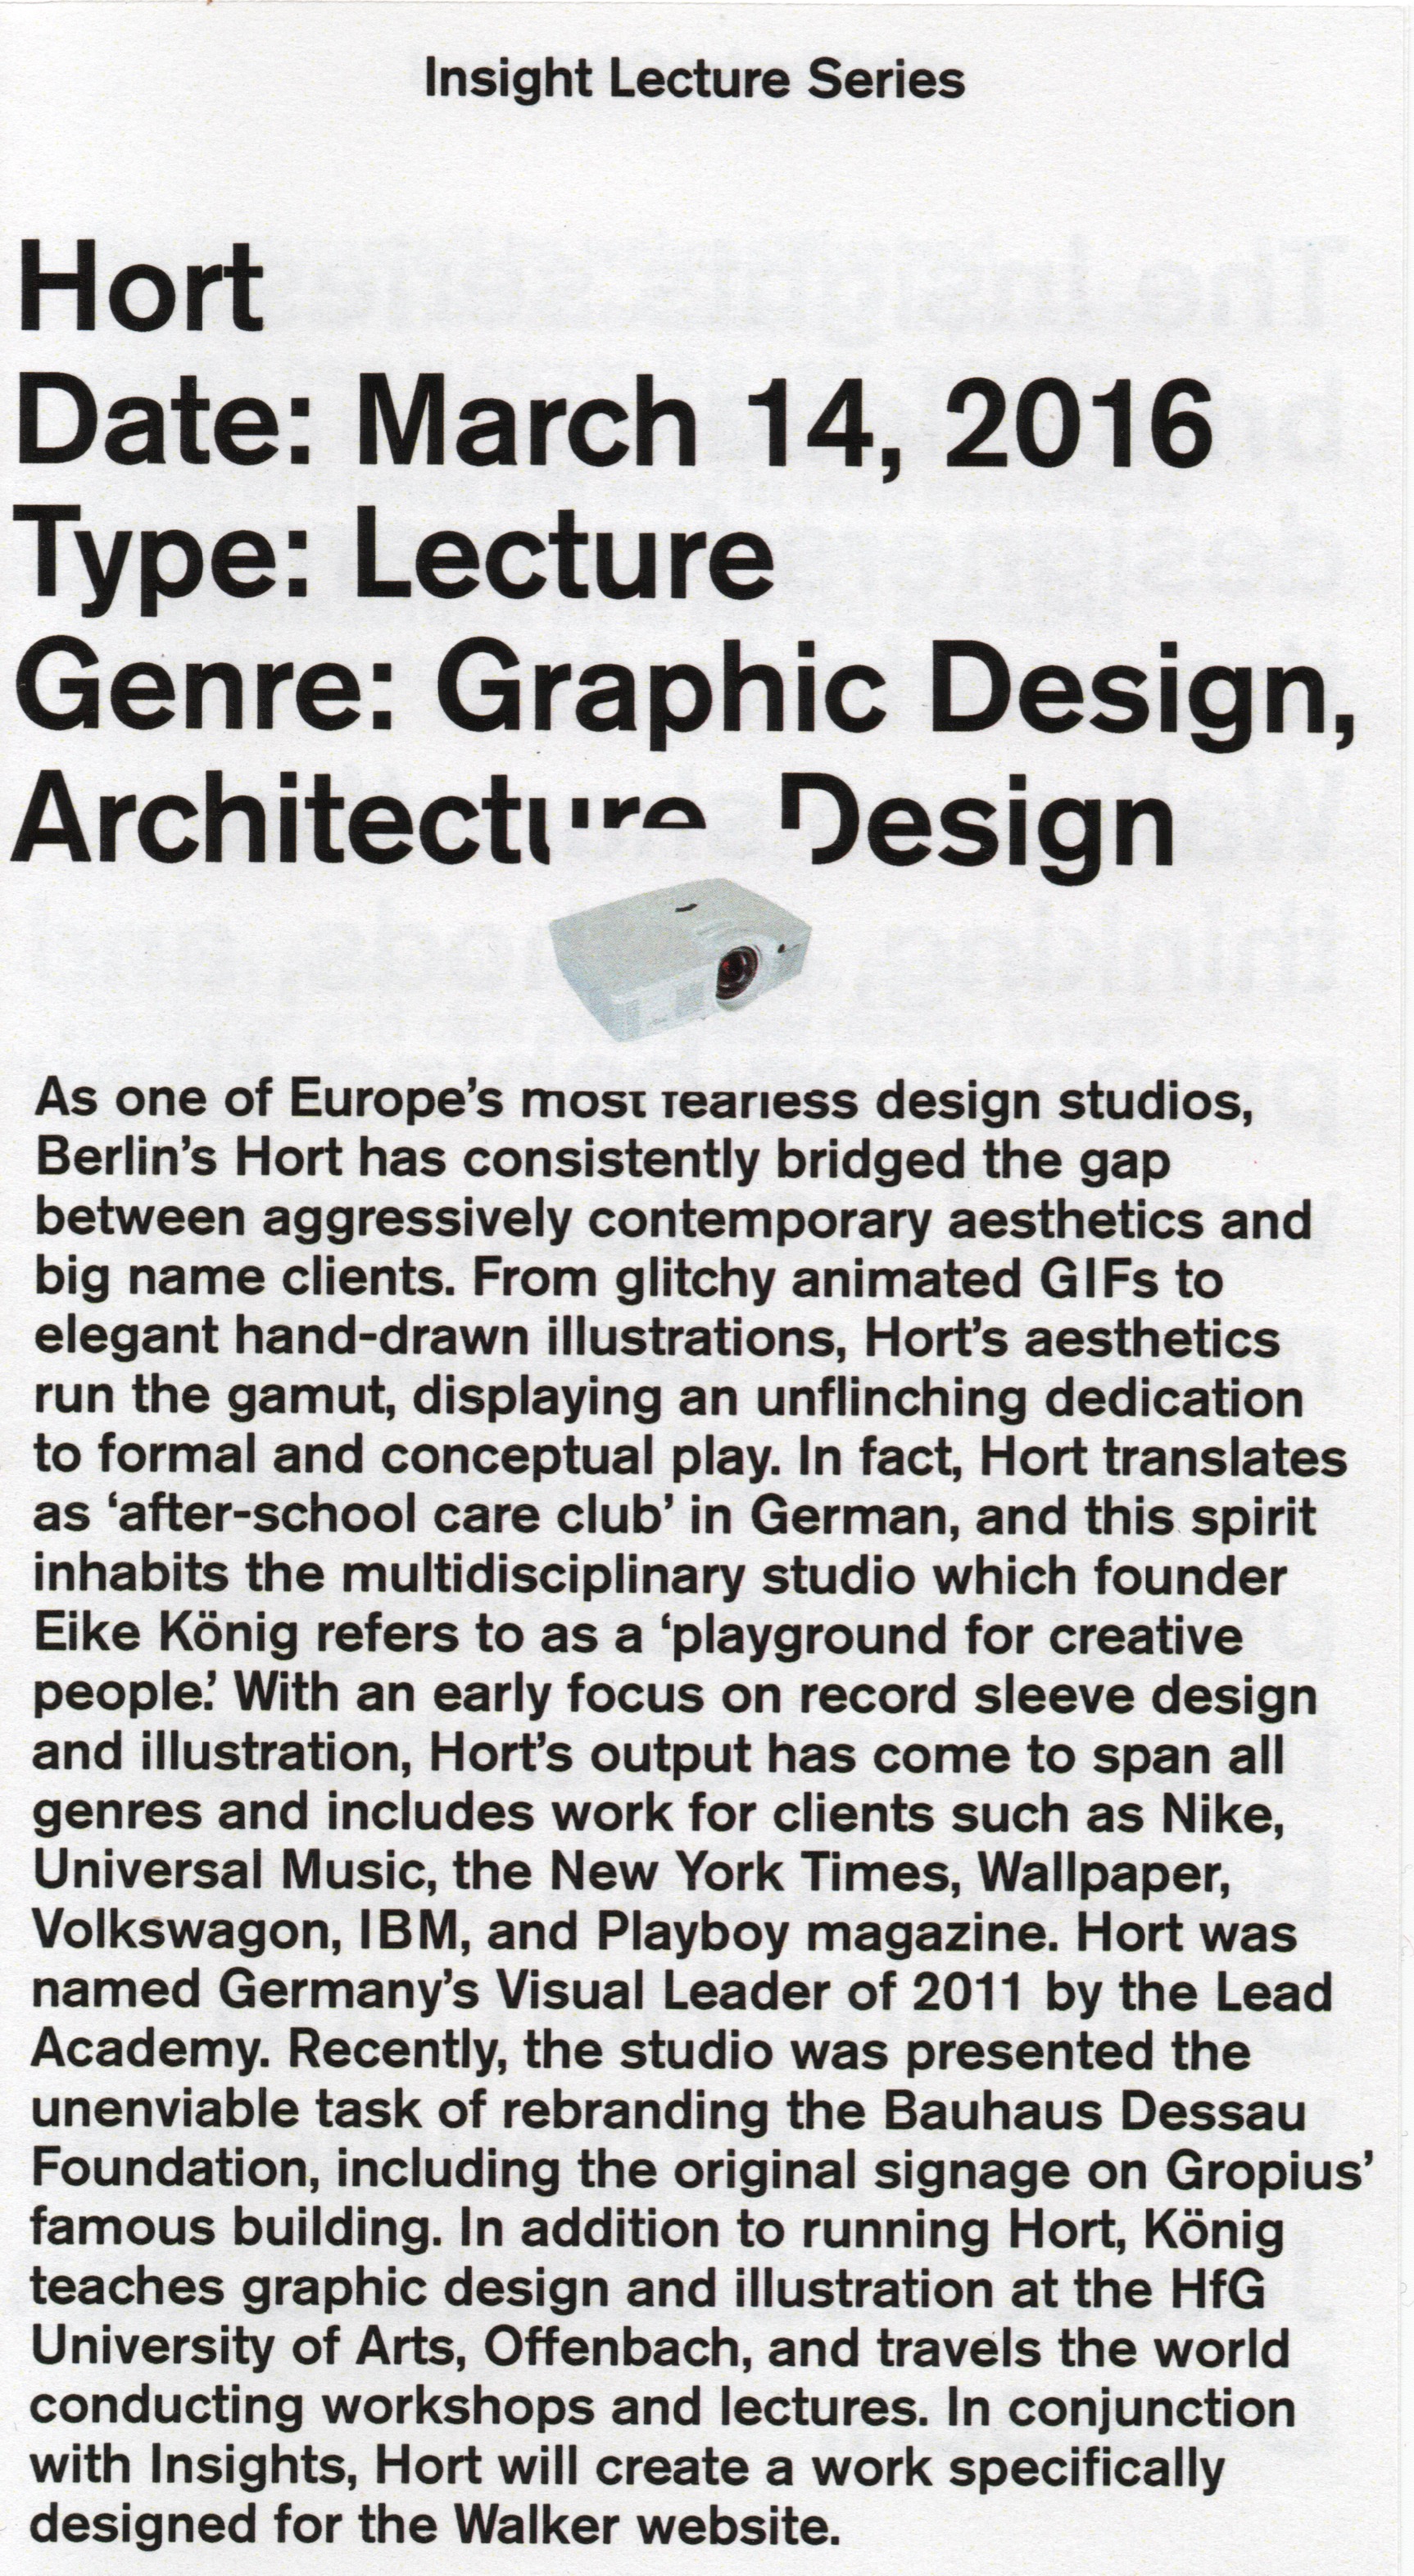 Insight Lecture Series
Hort
Date: March 14, 2016
Type: Lecture
Genre: Graphic Design,
Architecture, Design
As one of Europe’s most fearless design studios,
Berlin’s Hort has consistently bridged the gap
between aggressively contemporary aesthetics and
big name clients. From glitchy animated GIFs to
elegant hand-drawn illustrations, Hort’s aesthetics
run the gamut, displaying an unflinching dedication
to formal and conceptual play. In fact, Hort translates
as ‘after-school care club’ in German, and this spirit
inhabits the multidisciplinary studio which founder
Eike König refers to as a ‘playground for creative
people.’ With an early focus on record sleeve design
and illustration, Hort’s output has come to span all
genres and includes work for clients such as Nike,
Universal Music, the New York Times, Wallpaper,
Volkswagon, IBM, and Playboy magazine. Hort was
named Germany’s Visual Leader of 2011 by the Lead
Academy. Recently, the studio was presented the
unenviable task of rebranding the Bauhaus Dessau
Foundation, including the original signage on Gropius’
famous building. In addition to running Hort, König
teaches graphic design and illustration at the HfG
University of Arts, Offenbach, and travels the world
conducting workshops and lectures. In conjunction
with Insights, Hort will create a work specifically
designed for the Walker website.